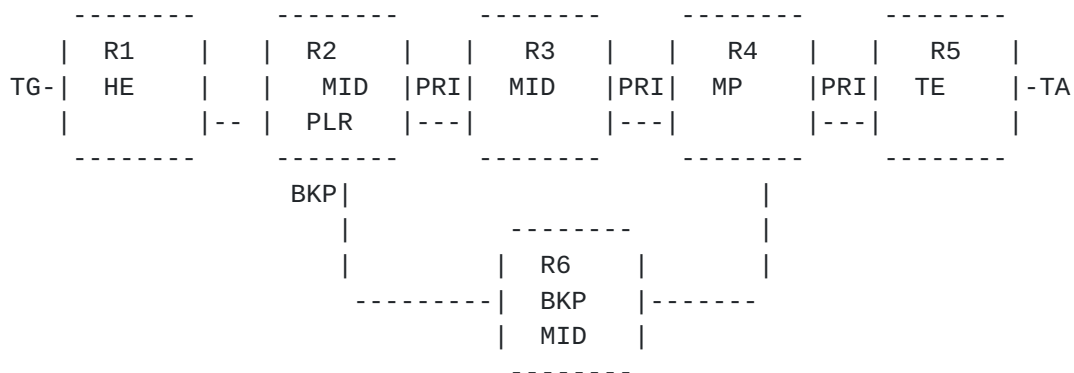 R1 R2 R3 R4 R5
TG- HE MID PRI MID PRI MP PRI TE -TA
PLR
BKP
R6
BKP
MID